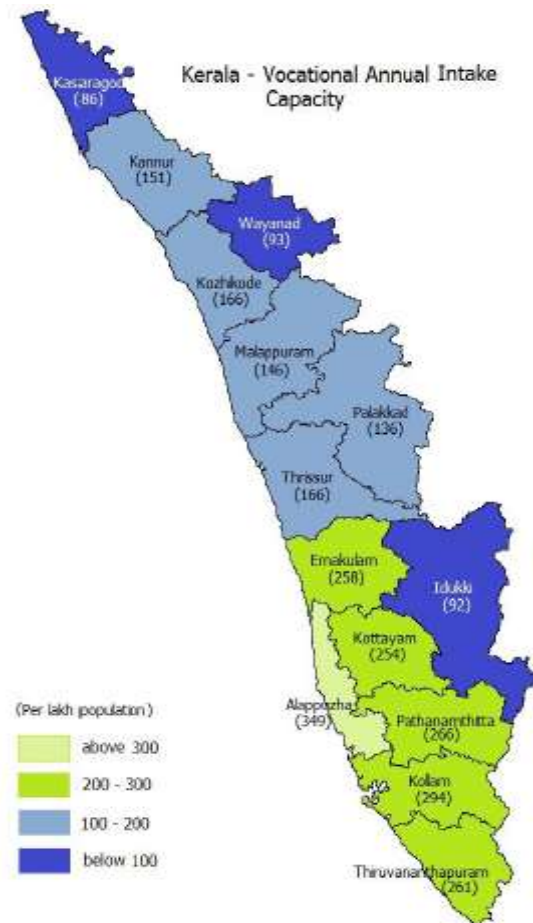 Kerala - Vocational Annual Intake
Capacity
Kasaragod
(86)
Kannur
(151)
Wayanad
(93)
Kozhikode
(166)
Malappuram
(146)
Palakkad
(136)
Thrissur
(166)
Ernakulam
(258)
Idukki
(92)
Kottayam
(254)
Alappuzha
(349)
Pathanamthitta
(266)
Kollam
(294)
Thiruvananthapuram
(261)
(Per lakh population)
above 300
200 - 300
100 - 200
below 100